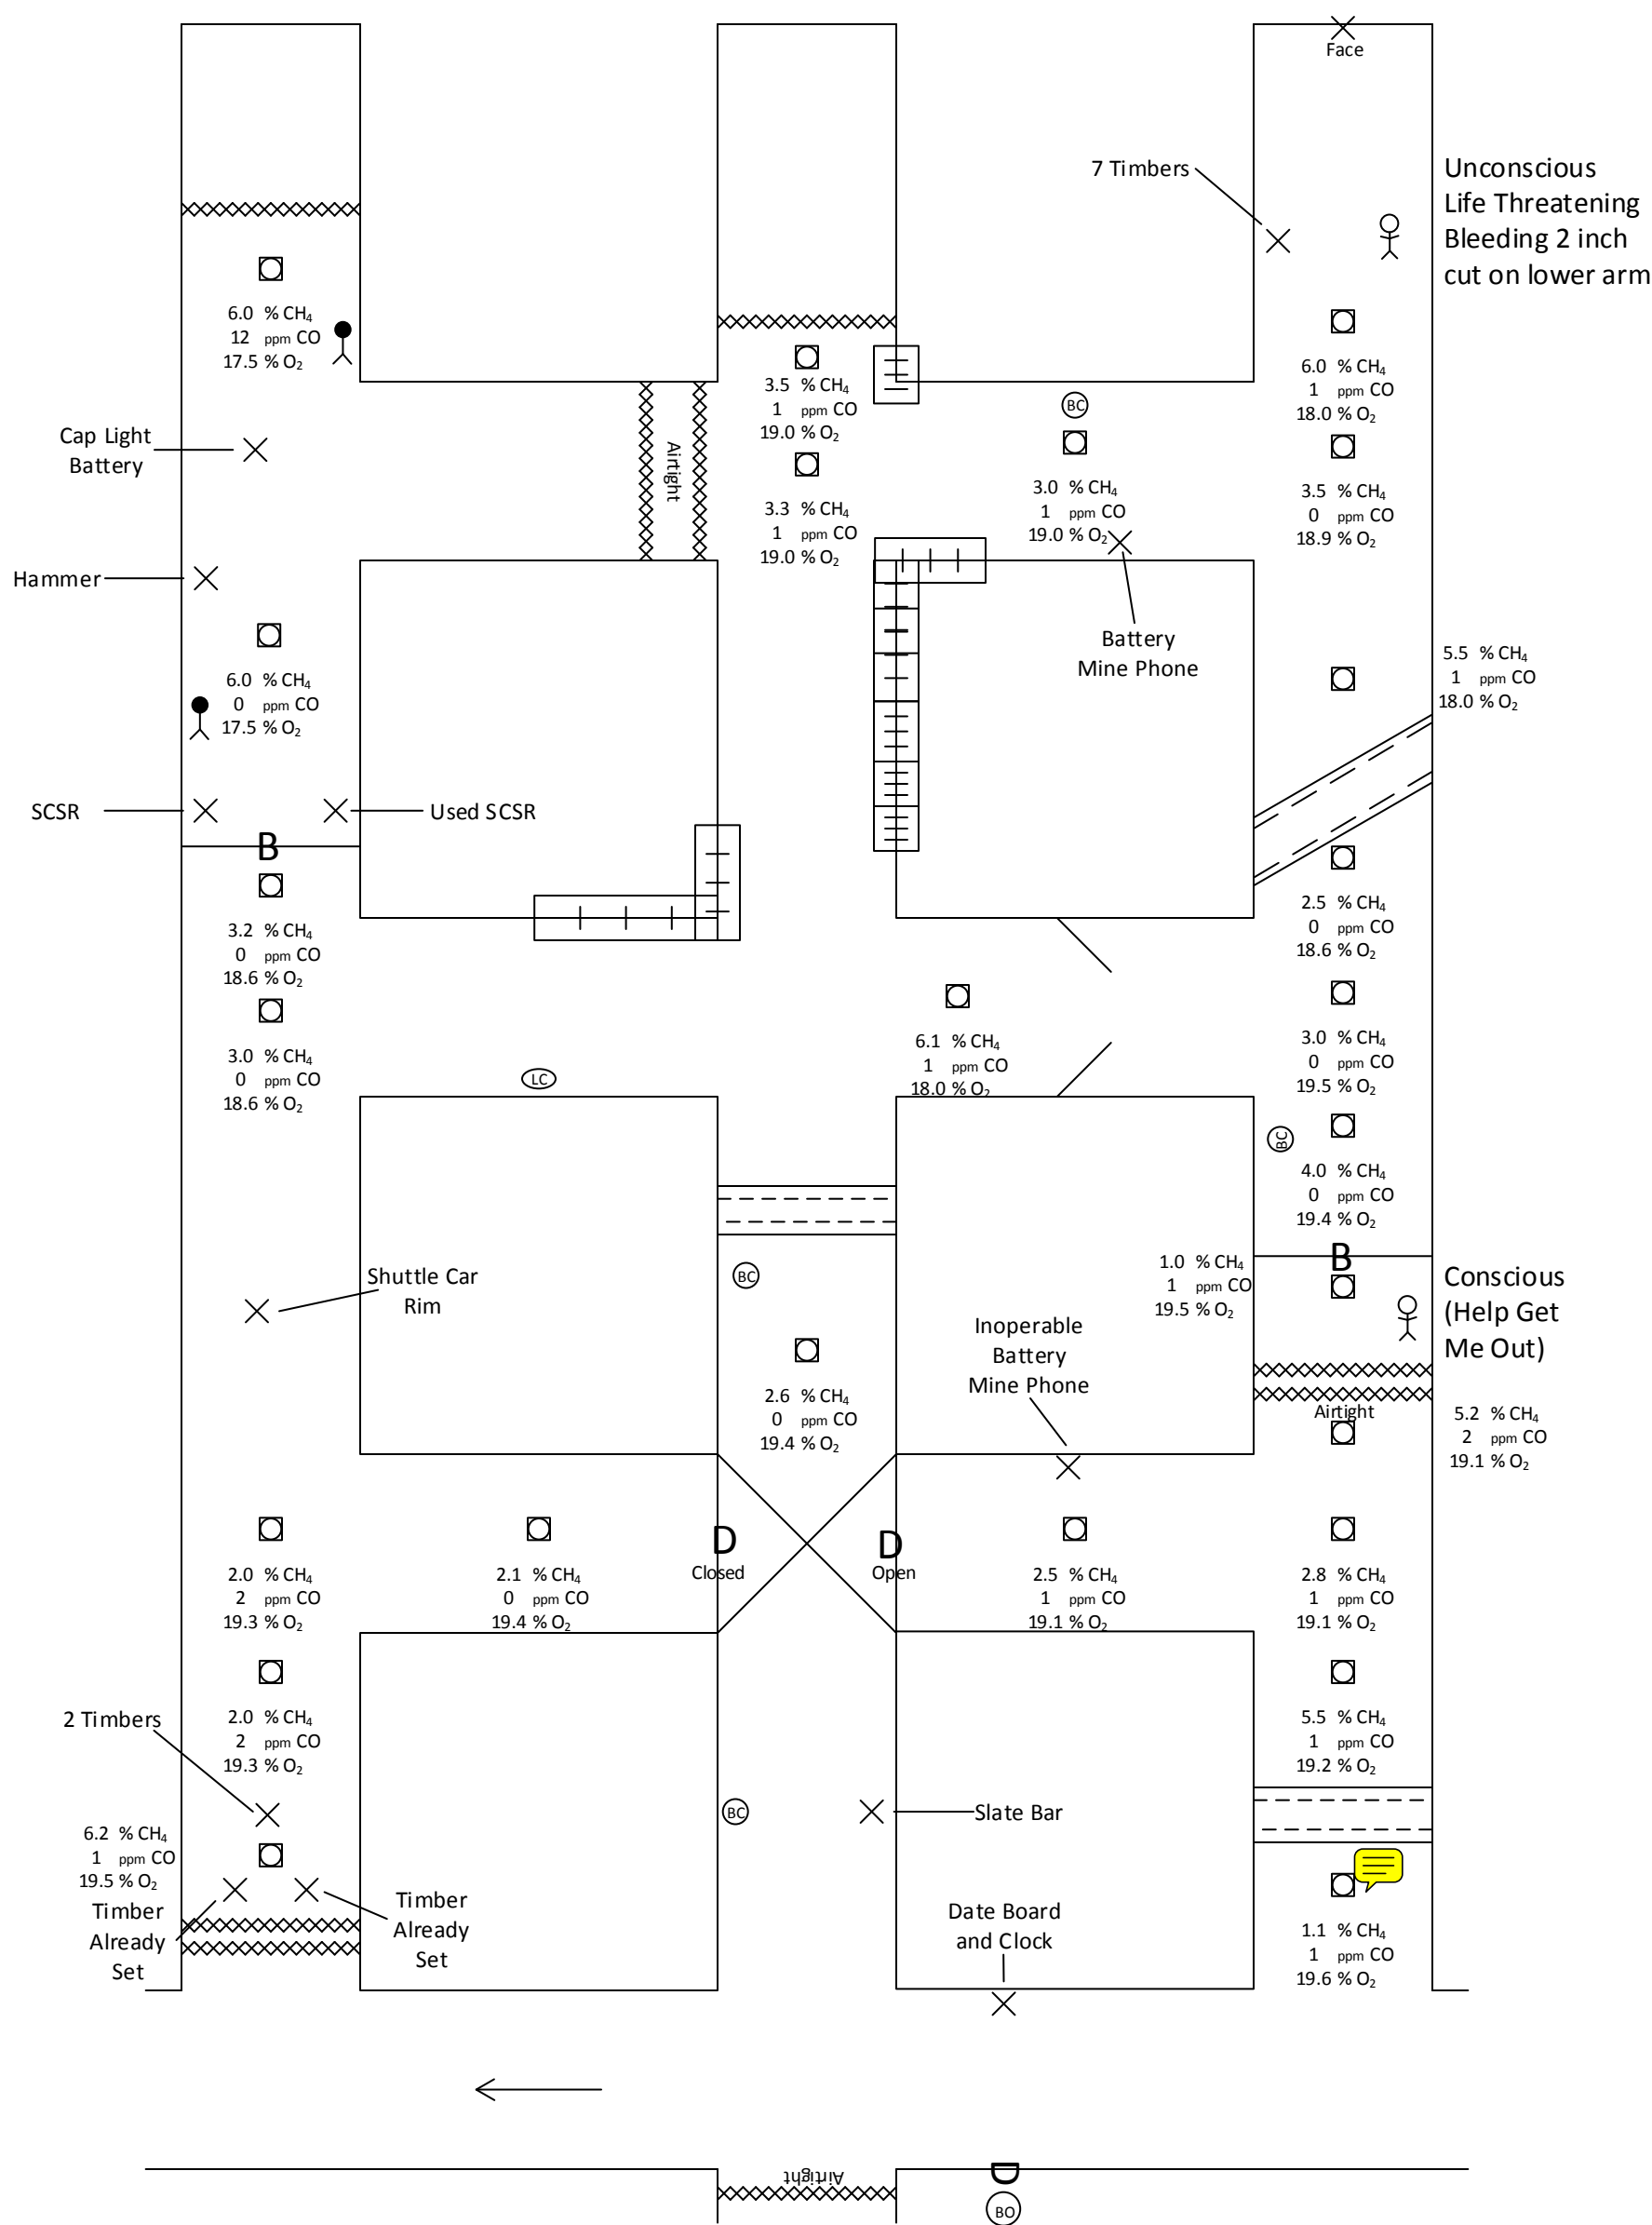 Face
7 Timbers
Unconscious
Life Threatening
Bleeding 2 inch
cut on lower arm
6.0 % CH₄
12 ppm CO
17.5 % O₂
3.5 % CH₄
1 ppm CO
19.0 % O₂
6.0 % CH₄
1 ppm CO
18.0 % O₂
BC
Cap Light
Battery
Airtight
3.3 % CH₄
1 ppm CO
19.0 % O₂
3.0 % CH₄
1 ppm CO
19.0 % O₂
3.5 % CH₄
0 ppm CO
18.9 % O₂
Hammer
Battery
Mine Phone
5.5 % CH₄
1 ppm CO
18.0 % O₂
6.0 % CH₄
0 ppm CO
17.5 % O₂
SCSR
Used SCSR
B
3.2 % CH₄
0 ppm CO
18.6 % O₂
2.5 % CH₄
0 ppm CO
18.6 % O₂
3.0 % CH₄
0 ppm CO
18.6 % O₂
LC
6.1 % CH₄
1 ppm CO
18.0 % O₂
3.0 % CH₄
0 ppm CO
19.5 % O₂
BC
4.0 % CH₄
0 ppm CO
19.4 % O₂
B
Shuttle Car
Rim
BC
1.0 % CH₄
1 ppm CO
19.5 % O₂
Conscious
(Help Get
Me Out)
Inoperable
Battery
Mine Phone
2.6 % CH₄
0 ppm CO
19.4 % O₂
Airtight
5.2 % CH₄
2 ppm CO
19.1 % O₂
D
Closed
D
Open
2.0 % CH₄
2 ppm CO
19.3 % O₂
2.1 % CH₄
0 ppm CO
19.4 % O₂
2.5 % CH₄
1 ppm CO
19.1 % O₂
2.8 % CH₄
1 ppm CO
19.1 % O₂
2 Timbers
2.0 % CH₄
2 ppm CO
19.3 % O₂
5.5 % CH₄
1 ppm CO
19.2 % O₂
BC
Slate Bar
6.2 % CH₄
1 ppm CO
19.5 % O₂
Timber
Already
Set
Timber
Already
Set
Date Board
and Clock
1.1 % CH₄
1 ppm CO
19.6 % O₂
Airtight
D
BO